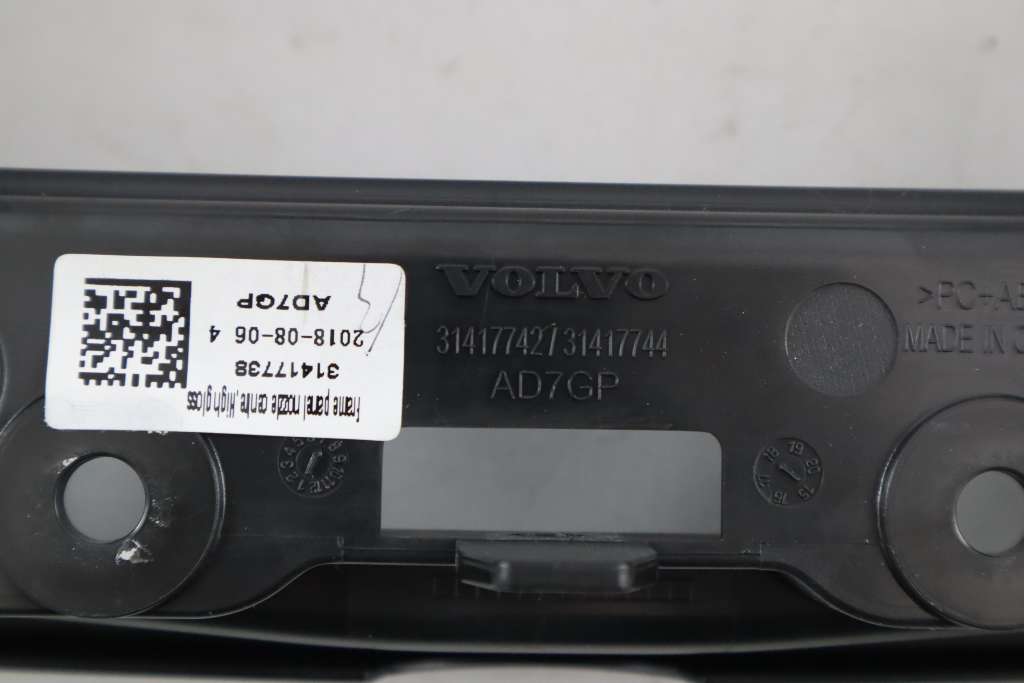 Frame panel nozzle centre, High gloss
31417738
2018-08-06 4
AD7GP
VOLVO
31417742/31417744
AD7GP
>PC+AB
MADE IN